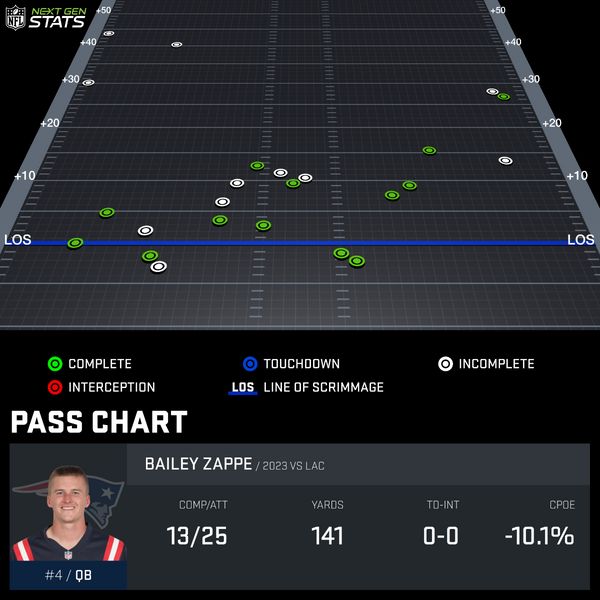 NFL NEXT GEN STATS
+50 +50
+40 +40
+30 +30
+20 +20
+10 +10
LOS LOS
COMPLETE TOUCHDOWN INCOMPLETE
INTERCEPTION LOS LINE OF SCRIMMAGE
PASS CHART
BAILEY ZAPPE / 2023 VS LAC
COMP/ATT YARDS TD-INT CPOE
13/25 141 0-0 -10.1%
#4 / QB